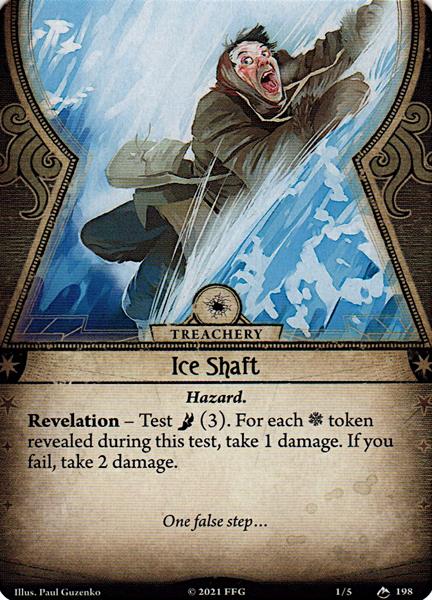 TREACHERY
Ice Shaft
Hazard.
Revelation – Test (3). For each token
revealed during this test, take 1 damage. If you
fail, take 2 damage.
One false step…
Illus. Paul Guzenko © 2021 FFG 1/5 198